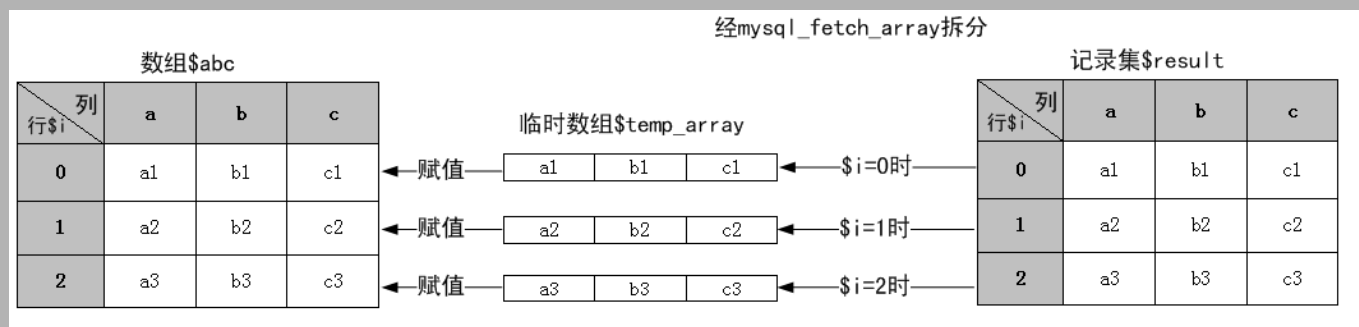 经mysql_fetch_array拆分
数组$abc
记录集$result
临时数组$temp_array
列 a b c
行$i
0 a1 b1 c1
1 a2 b2 c2
2 a3 b3 c3
赋值 a1 b1 c1 $i=0时
赋值 a2 b2 c2 $i=1时
赋值 a3 b3 c3 $i=2时
列 a b c
行$i
0 a1 b1 c1
1 a2 b2 c2
2 a3 b3 c3